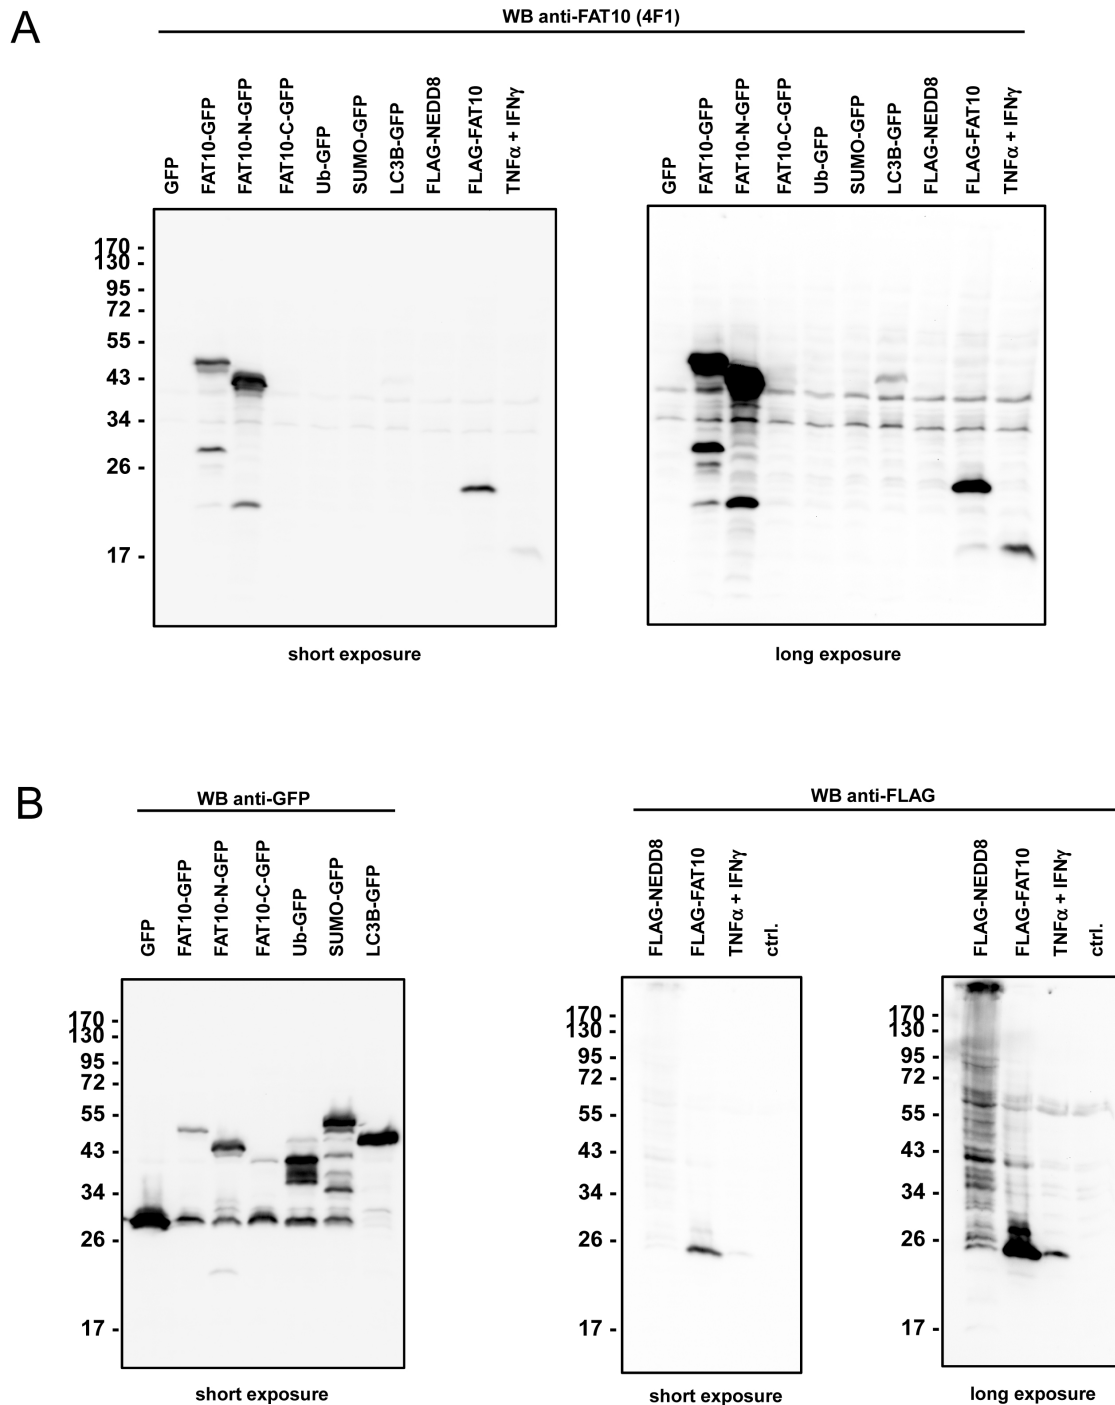 A
WB anti-FAT10 (4F1)
GFP
FAT10-GFP
FAT10-N-GFP
FAT10-C-GFP
Ub-GFP
SUMO-GFP
LC3B-GFP
FLAG-NEDD8
FLAG-FAT10
TNFα + IFNγ
GFP
FAT10-GFP
FAT10-N-GFP
FAT10-C-GFP
Ub-GFP
SUMO-GFP
LC3B-GFP
FLAG-NEDD8
FLAG-FAT10
TNFα + IFNγ
170 -
130 -
95 -
72 -
55 -
43 -
34 -
26 -
17 -
short exposure
long exposure
B
WB anti-GFP
WB anti-FLAG
GFP
FAT10-GFP
FAT10-N-GFP
FAT10-C-GFP
Ub-GFP
SUMO-GFP
LC3B-GFP
FLAG-NEDD8
FLAG-FAT10
TNFα + IFNγ
ctrl.
FLAG-NEDD8
FLAG-FAT10
TNFα + IFNγ
ctrl.
170 -
130 -
95 -
72 -
55 -
43 -
34 -
26 -
17 -
170 -
130 -
95 -
72 -
55 -
43 -
34 -
26 -
17 -
170 -
130 -
95 -
72 -
55 -
43 -
34 -
26 -
17 -
short exposure
short exposure
long exposure